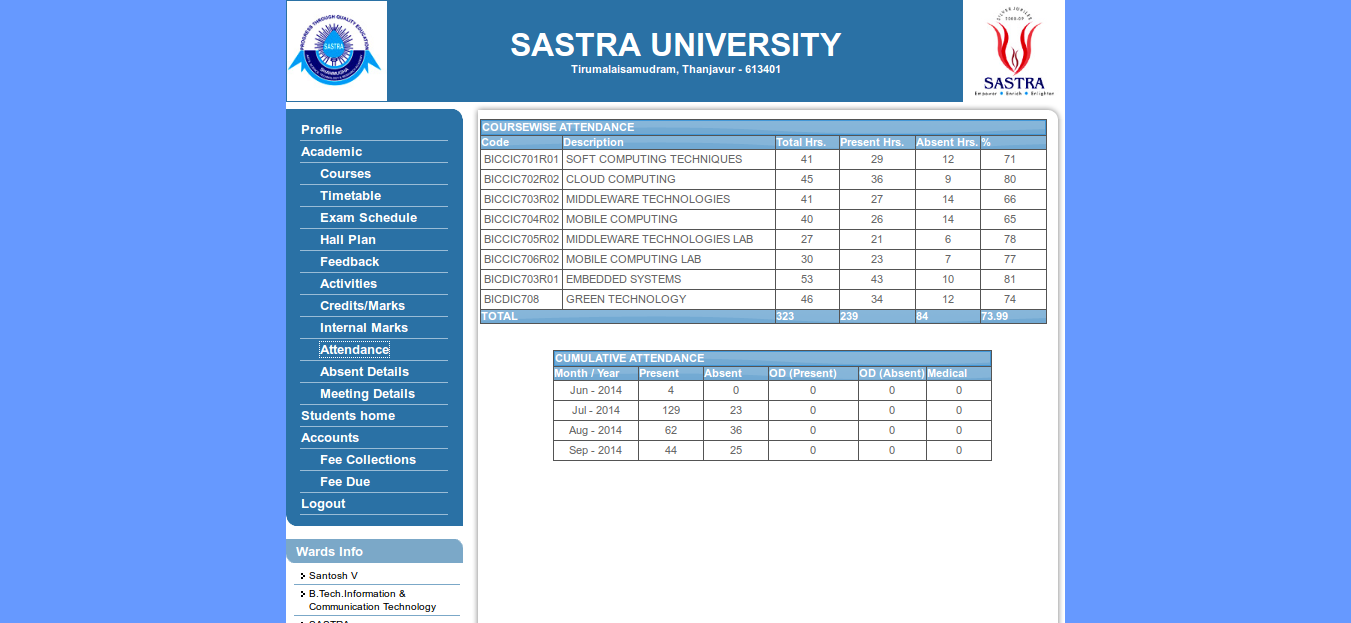 SASTRA UNIVERSITY
Tirumalaisamudram, Thanjavur - 613401
PROGRESS THROUGH QUALITY EDUCATION
SASTRA
SILVER JUBILEE
SASTRA
Empower Enrich Enlighten
Profile
Academic
Courses
Timetable
Exam Schedule
Hall Plan
Feedback
Activities
Credits/Marks
Internal Marks
Attendance
Absent Details
Meeting Details
Students home
Accounts
Fee Collections
Fee Due
Logout
Wards Info
Santosh V
B.Tech.Information &
Communication Technology
SASTRA
COURSEWISE ATTENDANCE
Code Description Total Hrs. Present Hrs. Absent Hrs. %
BICCIC701R01 SOFT COMPUTING TECHNIQUES 41 29 12 71
BICCIC702R02 CLOUD COMPUTING 45 36 9 80
BICCIC703R02 MIDDLEWARE TECHNOLOGIES 41 27 14 66
BICCIC704R02 MOBILE COMPUTING 40 26 14 65
BICCIC705R02 MIDDLEWARE TECHNOLOGIES LAB 27 21 6 78
BICCIC706R02 MOBILE COMPUTING LAB 30 23 7 77
BICDIC703R01 EMBEDDED SYSTEMS 53 43 10 81
BICDIC708 GREEN TECHNOLOGY 46 34 12 74
TOTAL 323 239 84 73.99
CUMULATIVE ATTENDANCE
Month / Year Present Absent OD (Present) OD (Absent) Medical
Jun - 2014 4 0 0 0 0
Jul - 2014 129 23 0 0 0
Aug - 2014 62 36 0 0 0
Sep - 2014 44 25 0 0 0